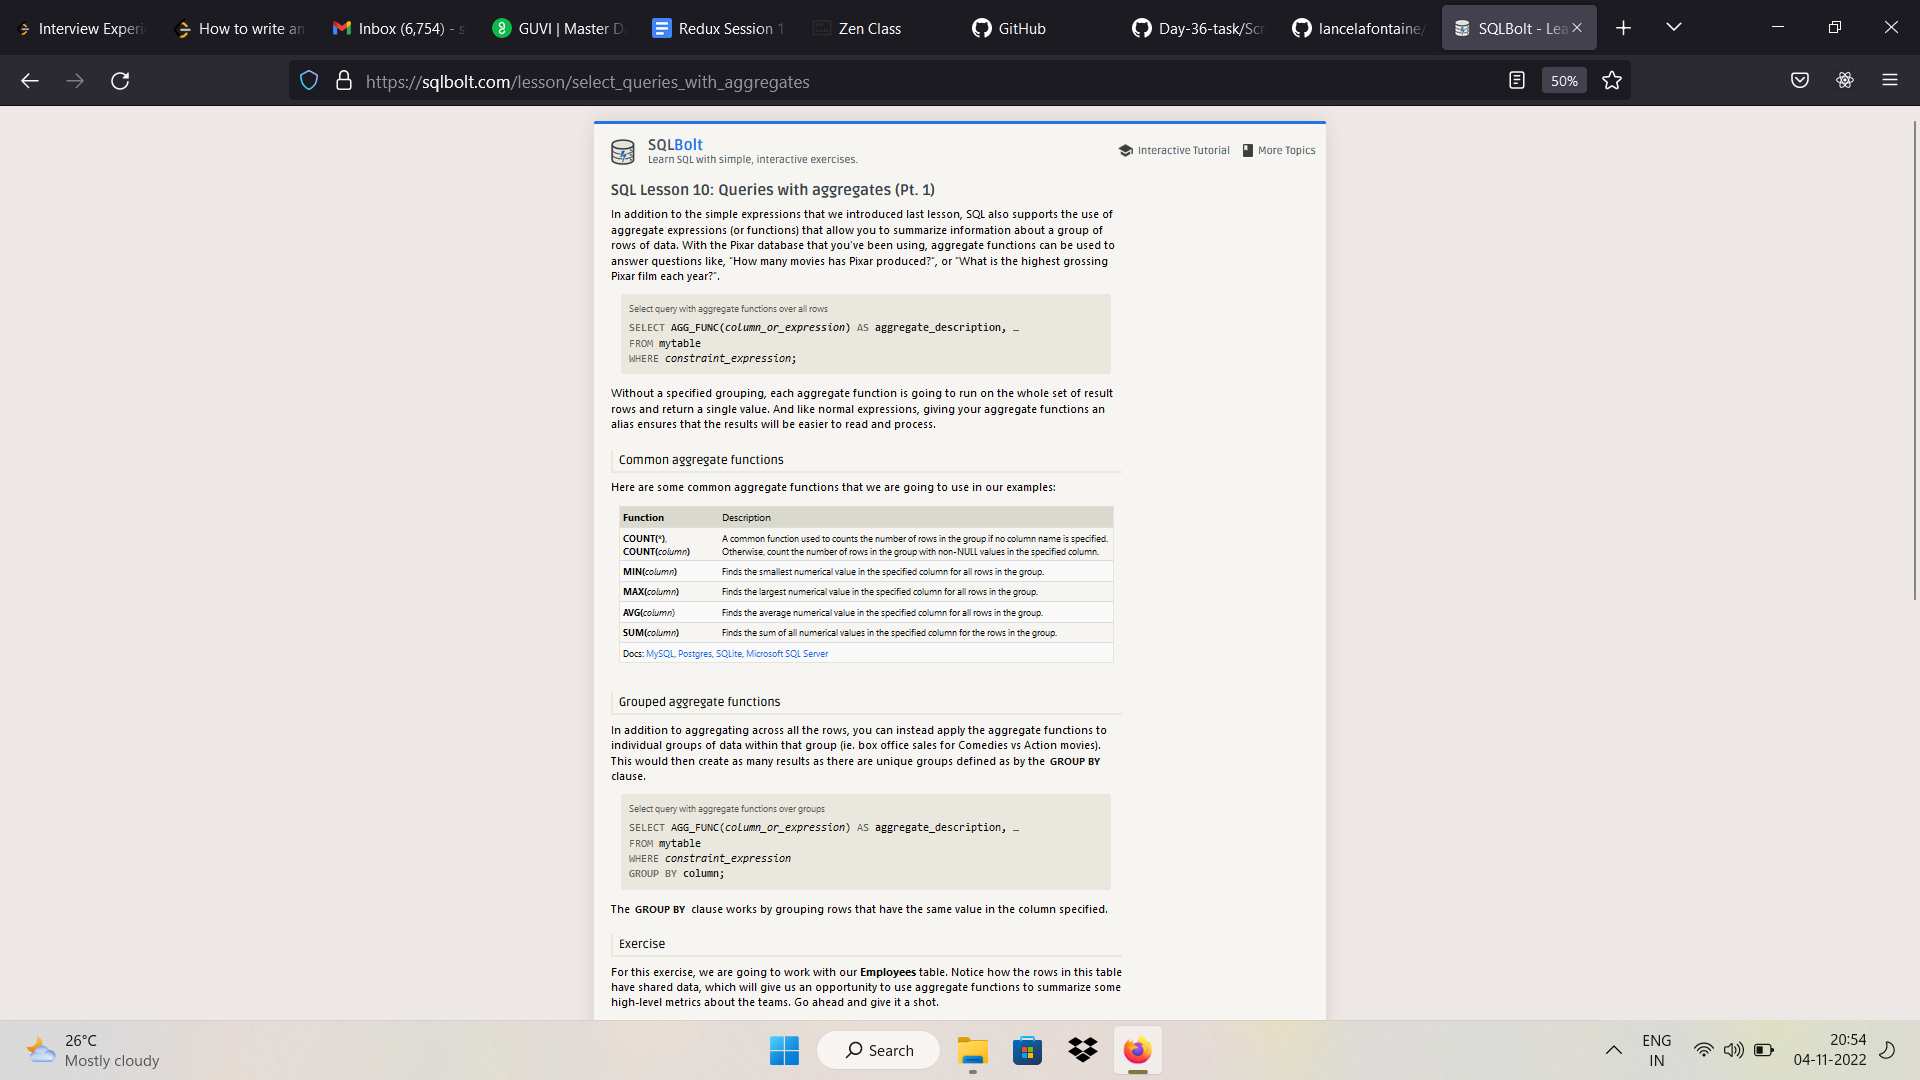 Interview Experi
How to write an
Inbox (6,754) - s
GUVI | Master D
Redux Session 1
Zen Class
GitHub
Day-36-task/Scr
lancelafontaine/
SQLBolt - Lea
https://sqlbolt.com/lesson/select_queries_with_aggregates
50%
SQLBolt
Learn SQL with simple, interactive exercises.
Interactive Tutorial
More Topics
SQL Lesson 10: Queries with aggregates (Pt. 1)
In addition to the simple expressions that we introduced last lesson, SQL also supports the use of
aggregate expressions (or functions) that allow you to summarize information about a group of
rows of data. With the Pixar database that you've been using, aggregate functions can be used to
answer questions like, "How many movies has Pixar produced?", or "What is the highest grossing
Pixar film each year?".
Select query with aggregate functions over all rows
SELECT AGG_FUNC(column_or_expression) AS aggregate_description, …
FROM mytable
WHERE constraint_expression;
Without a specified grouping, each aggregate function is going to run on the whole set of result
rows and return a single value. And like normal expressions, giving your aggregate functions an
alias ensures that the results will be easier to read and process.
Common aggregate functions
Here are some common aggregate functions that we are going to use in our examples:
Function Description
COUNT(*), A common function used to counts the number of rows in the group if no column name is specified.
COUNT(column) Otherwise, count the number of rows in the group with non-NULL values in the specified column.
MIN(column) Finds the smallest numerical value in the specified column for all rows in the group.
MAX(column) Finds the largest numerical value in the specified column for all rows in the group.
AVG(column) Finds the average numerical value in the specified column for all rows in the group.
SUM(column) Finds the sum of all numerical values in the specified column for the rows in the group.
Docs: MySQL, Postgres, SQLite, Microsoft SQL Server
Grouped aggregate functions
In addition to aggregating across all the rows, you can instead apply the aggregate functions to
individual groups of data within that group (ie. box office sales for Comedies vs Action movies).
This would then create as many results as there are unique groups defined as by the GROUP BY
clause.
Select query with aggregate functions over groups
SELECT AGG_FUNC(column_or_expression) AS aggregate_description, …
FROM mytable
WHERE constraint_expression
GROUP BY column;
The GROUP BY clause works by grouping rows that have the same value in the column specified.
Exercise
For this exercise, we are going to work with our Employees table. Notice how the rows in this table
have shared data, which will give us an opportunity to use aggregate functions to summarize some
high-level metrics about the teams. Go ahead and give it a shot.
26°C
Mostly cloudy
Search
ENG
IN
20:54
04-11-2022